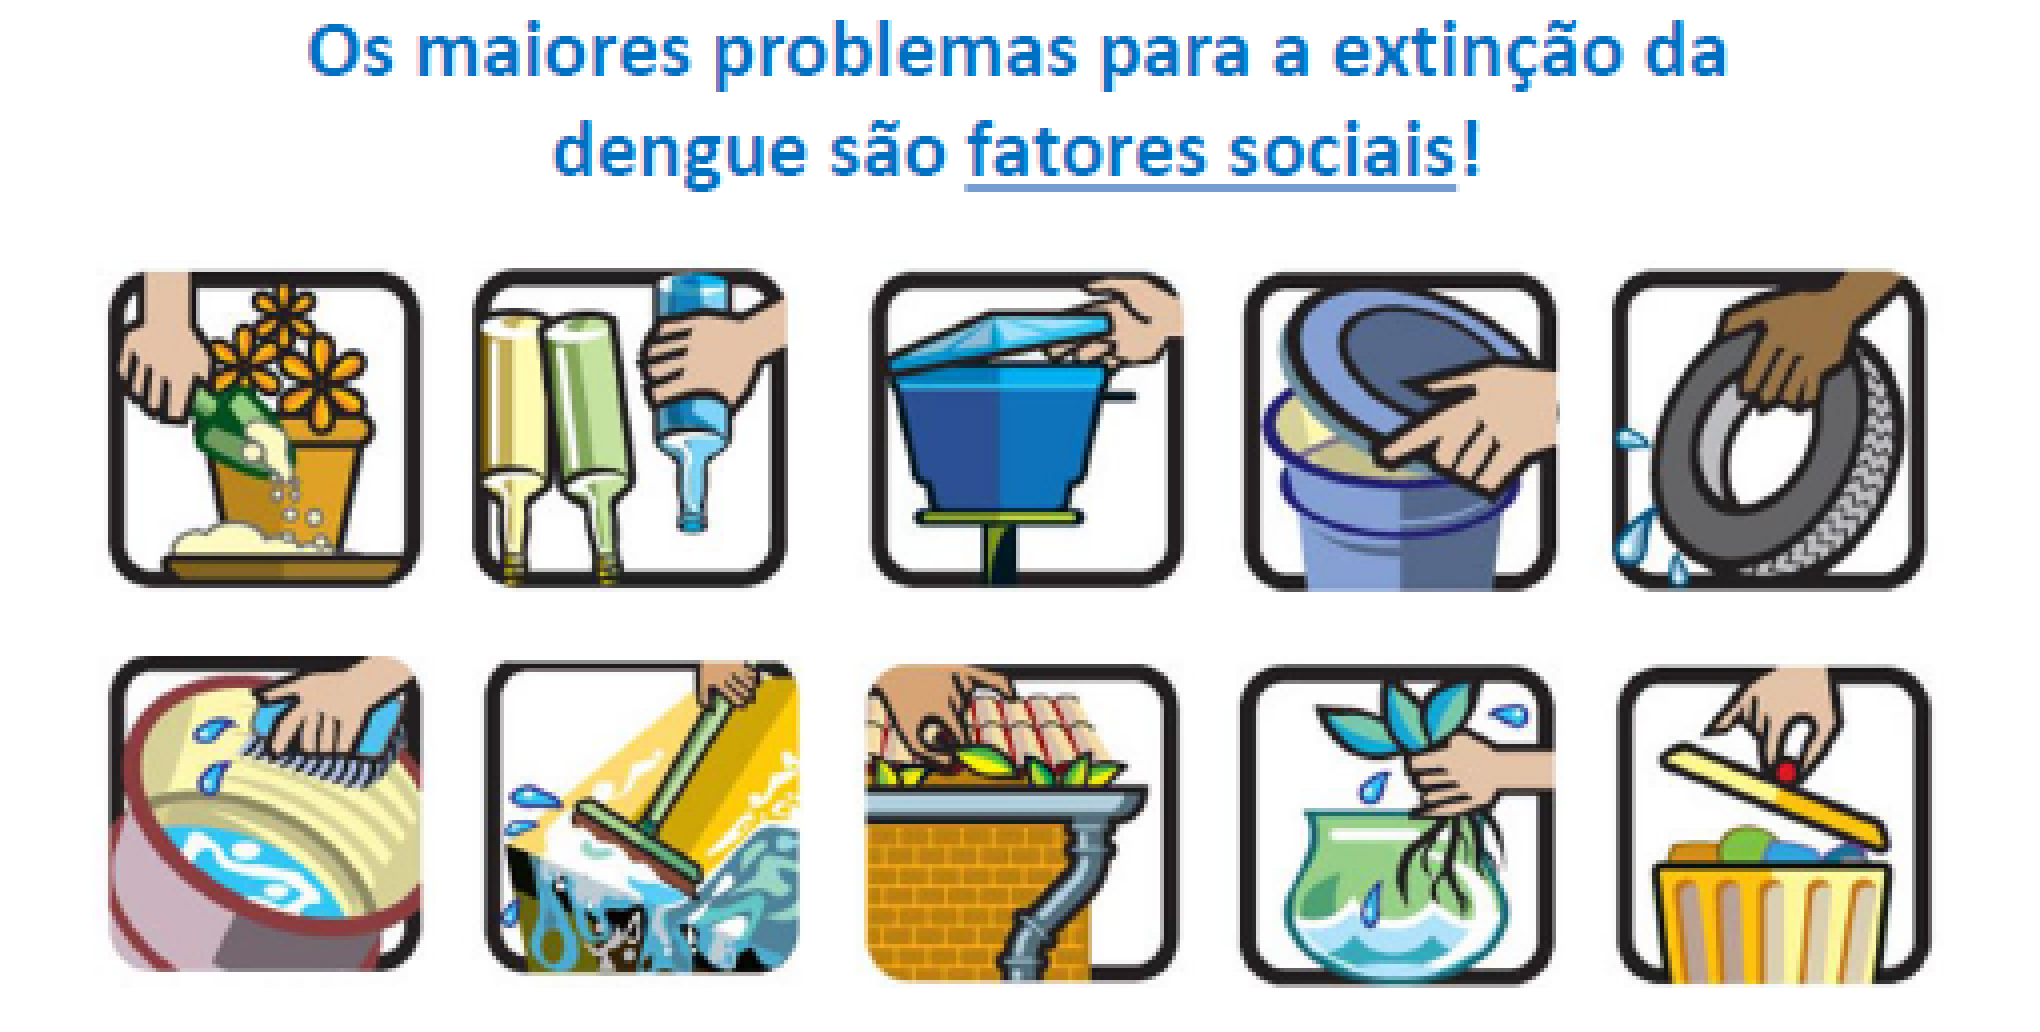 Os maiores problemas para a extinção da
dengue são fatores sociais!